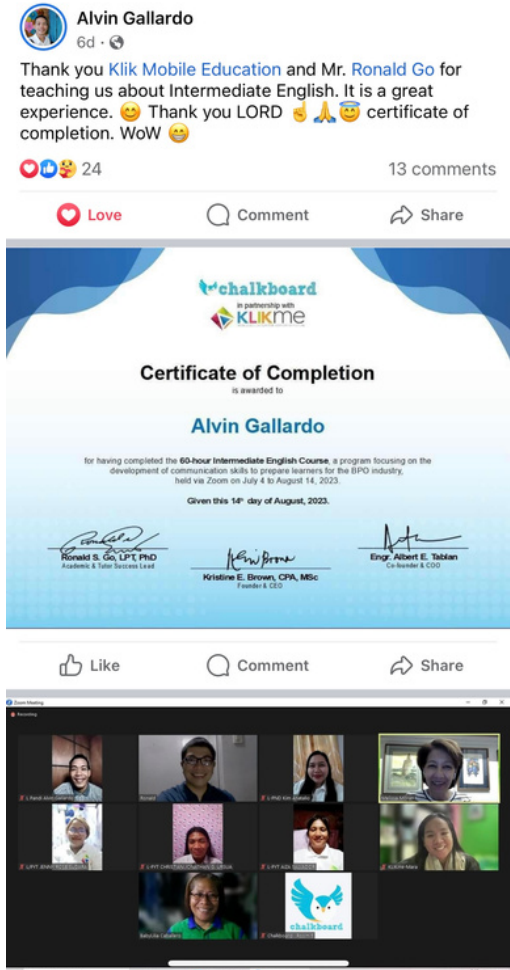 Alvin Gallardo
6d
Thank you Klik Mobile Education and Mr. Ronald Go for
teaching us about Intermediate English. It is a great
experience. 😊 Thank you LORD ☝️🙏😇 certificate of
completion. WoW 😁
24
13 comments
Love
Comment
Share
chalkboard
in partnership with
KLIKme
Certificate of Completion
is awarded to
Alvin Gallardo
for having completed the 60-hour Intermediate English Course, a program focusing on the
development of communication skills to prepare learners for the BPO industry,
held via Zoom on July 4 to August 14, 2023.
Given this 14th day of August, 2023.
Ronald S. Go, LPT, PhD
Academic & Tutor Success Lead
Kristine E. Brown, CPA, MSc
Founder & CEO
Engr. Albert E. Tablan
Co-founder & COO
Like
Comment
Share
Zoom Meeting
Recording
Ronald
chalkboard